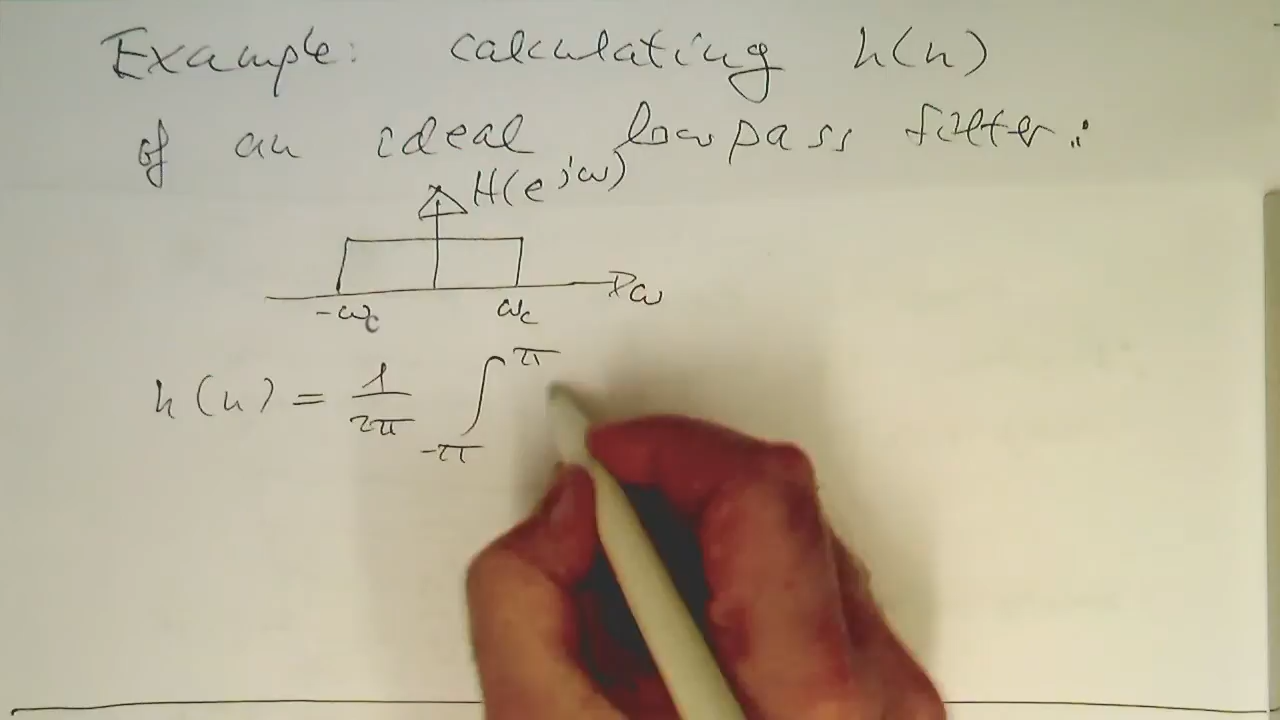 Example: calculating h(n)
of an ideal lowpass filter:
H(e^jω)
-ωc ωc ω
h(n) = 1/2π ∫_-π^π